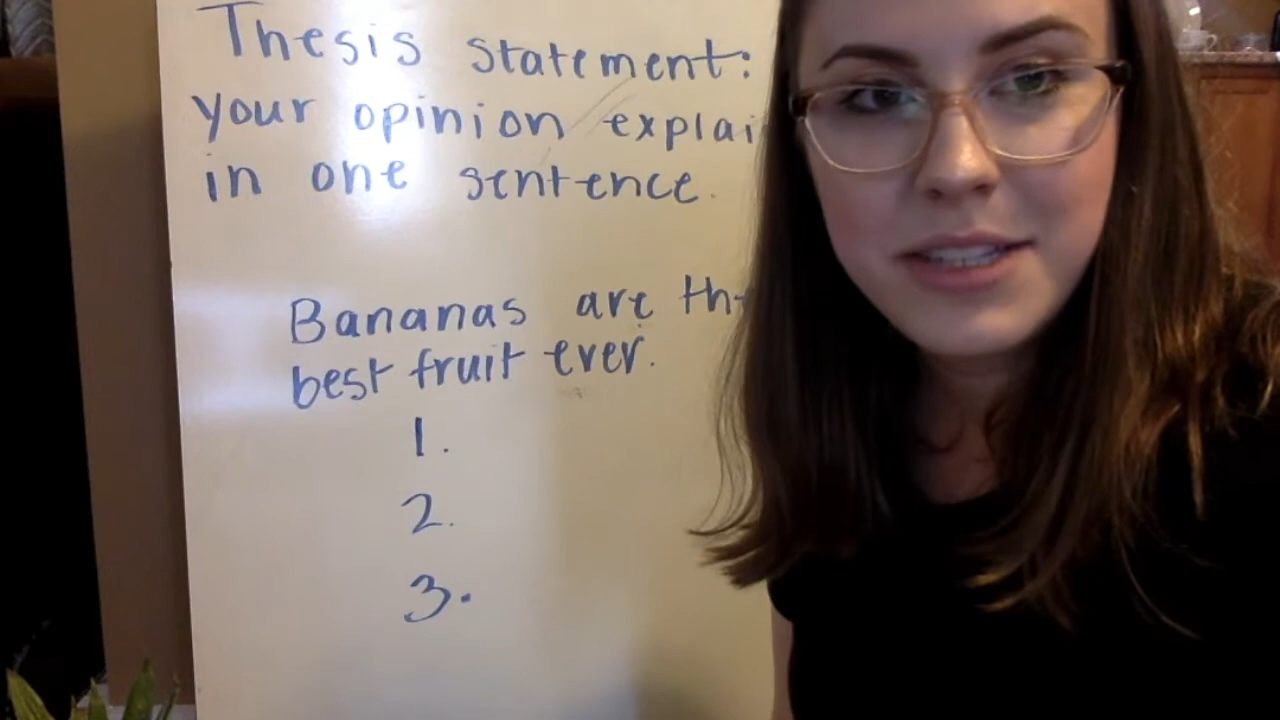 Thesis statement:
your opinion explai
in one sentence.
Bananas are th
best fruit ever.
1.
2.
3.